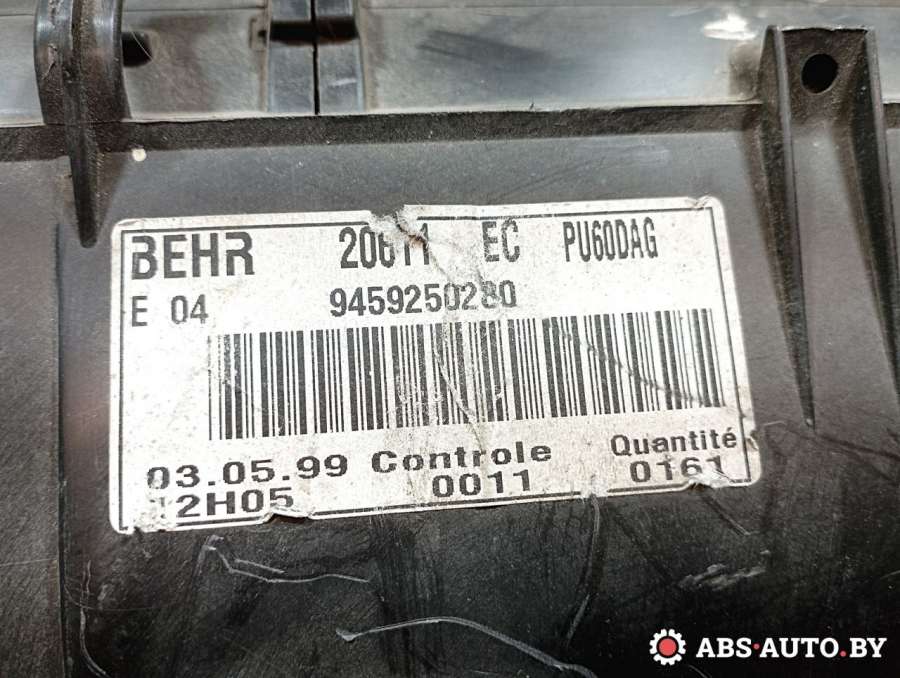 BEHR 20611 EC PU60DAG
E 04 9459250280
03.05.99 Controle Quantité
12H05 0011 0161
ABS-AUTO.BY